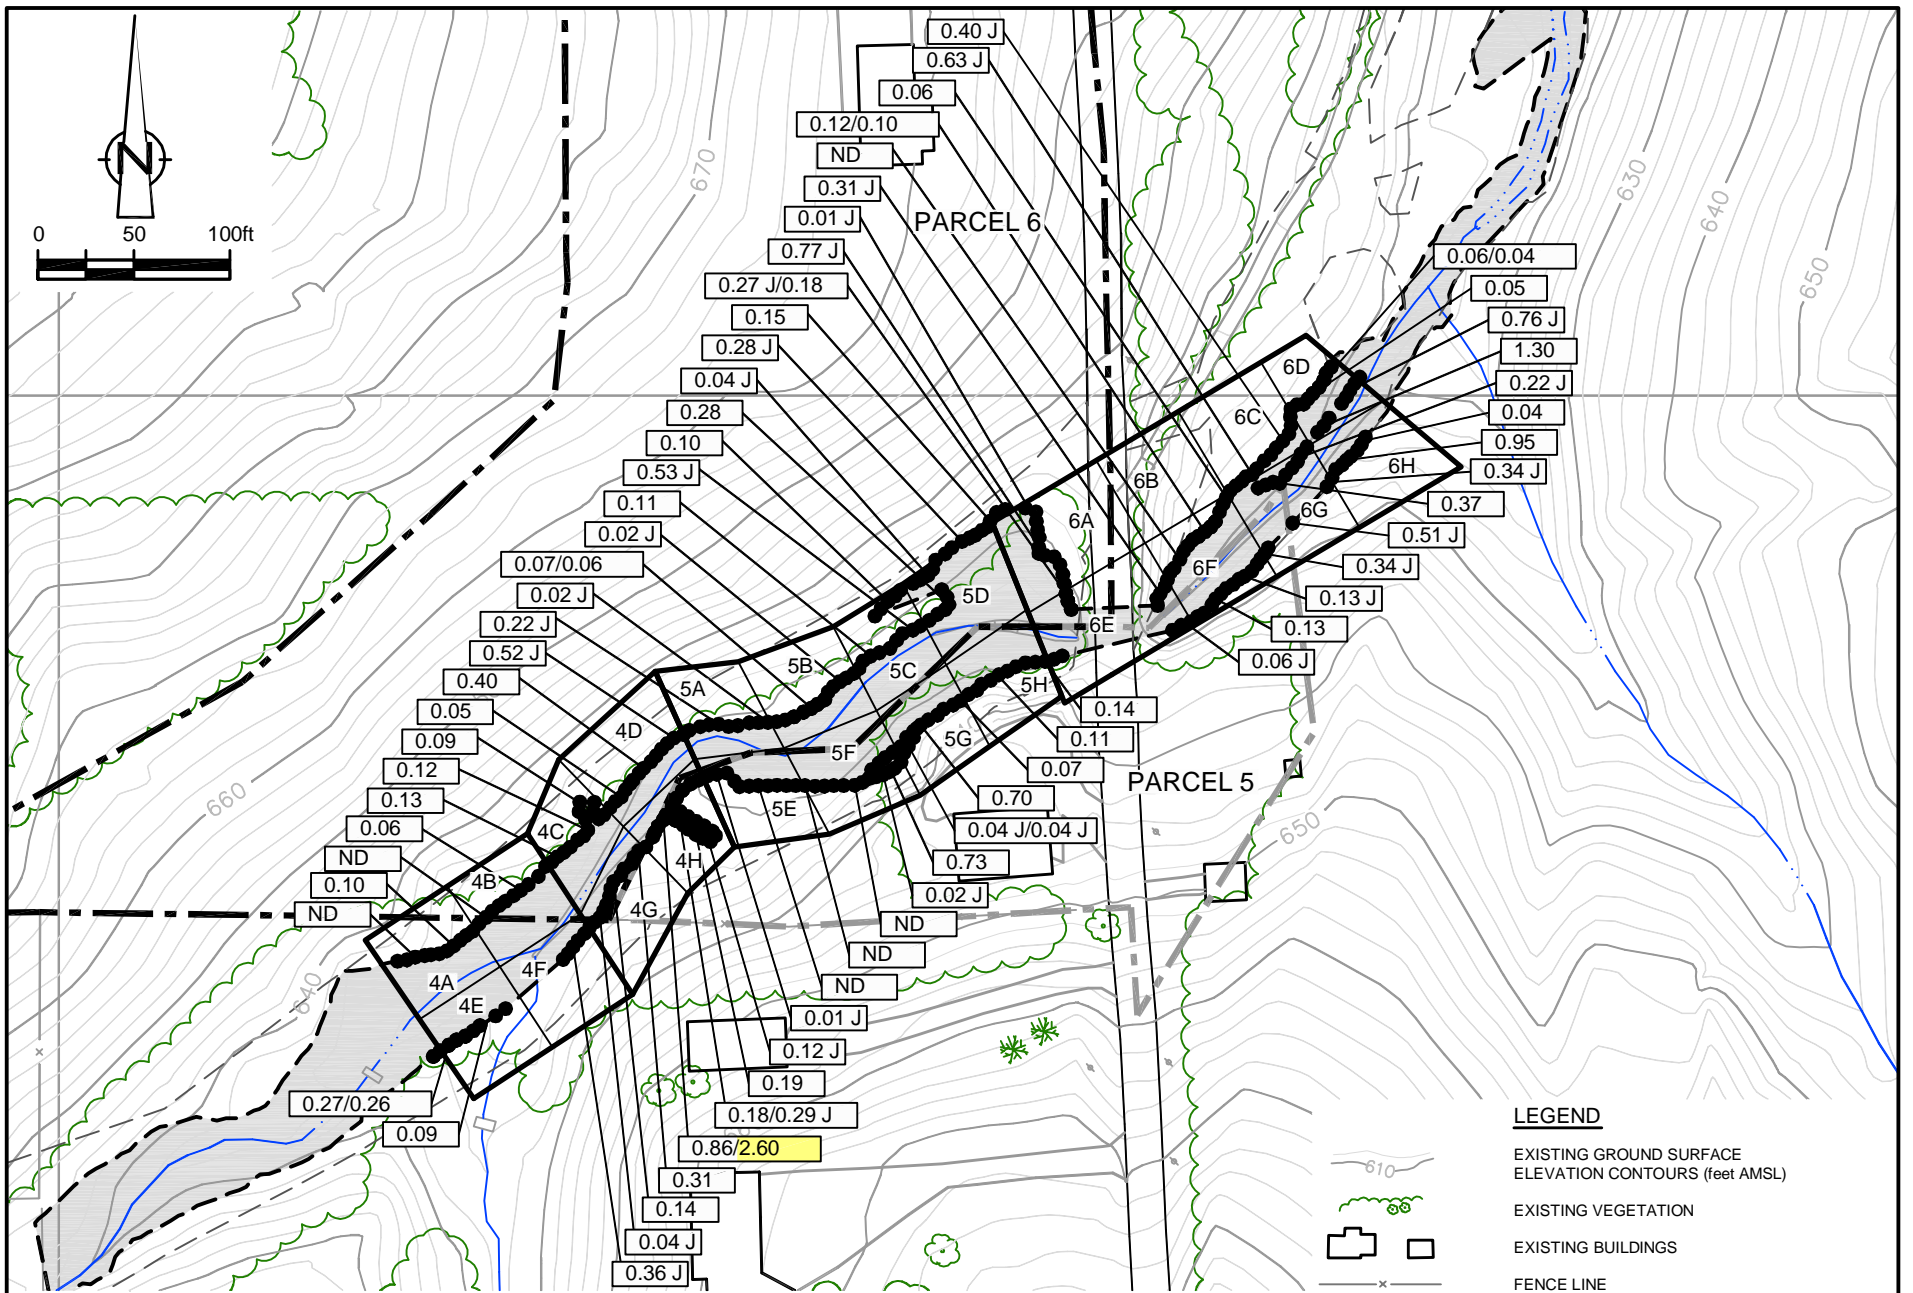 0.40 J
0.63 J
0.06
0.12/0.10
ND
0.31 J
0.01 J
0.77 J
0.27 J/0.18
0.15
0.28 J
0.04 J
0.28
0.10
0.53 J
0.11
0.02 J
0.07/0.06
0.02 J
0.22 J
0.52 J
0.40
0.05
0.09
0.12
0.13
0.06
ND
0.10
ND
N
0 50 100ft
670
PARCEL 6
630
640
650
0.06/0.04
0.05
0.76 J
1.30
0.22 J
0.04
0.95
0.34 J
0.37
0.51 J
0.34 J
0.13 J
0.13
0.06 J
0.14
0.11
0.07
0.70
0.04 J/0.04 J
0.73
0.02 J
ND
ND
ND
0.01 J
0.12 J
0.19
0.18/0.29 J
0.86/2.60
0.31
0.14
0.04 J
0.36 J
0.27/0.26
0.09
6D
6C
6B
6A
6H
6G
6F
6E
5D
5C
5B
5A
5H
5G
5F
5E
4D
4C
4B
4A
4H
4G
4F
4E
PARCEL 5
660
640
650
LEGEND
610
EXISTING GROUND SURFACE
ELEVATION CONTOURS (feet AMSL)
EXISTING VEGETATION
EXISTING BUILDINGS
x FENCE LINE